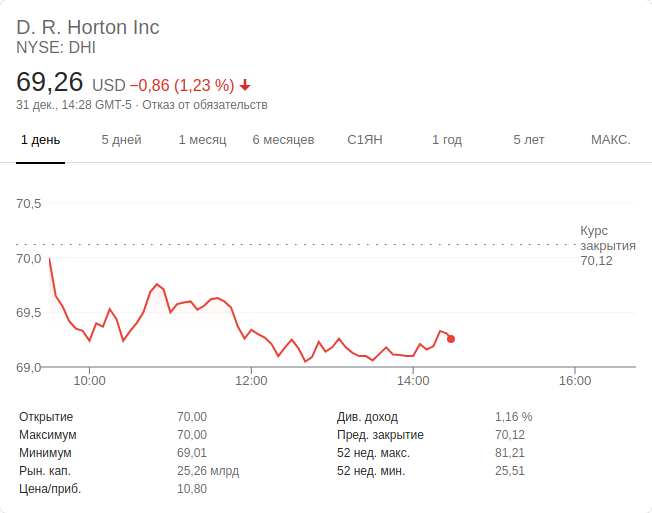 D. R. Horton Inc
NYSE: DHI
69,26 USD −0,86 (1,23 %)
31 дек., 14:28 GMT-5 · Отказ от обязательств
1 день 5 дней 1 месяц 6 месяцев С1ЯН 1 год 5 лет МАКС.
70,5
Курс
закрытия
70,12
70,0
69,5
69,0
10:00 12:00 14:00 16:00
Открытие 70,00 Див. доход 1,16 %
Максимум 70,00 Пред. закрытие 70,12
Минимум 69,01 52 нед. макс. 81,21
Рын. кап. 25,26 млрд 52 нед. мин. 25,51
Цена/приб. 10,80